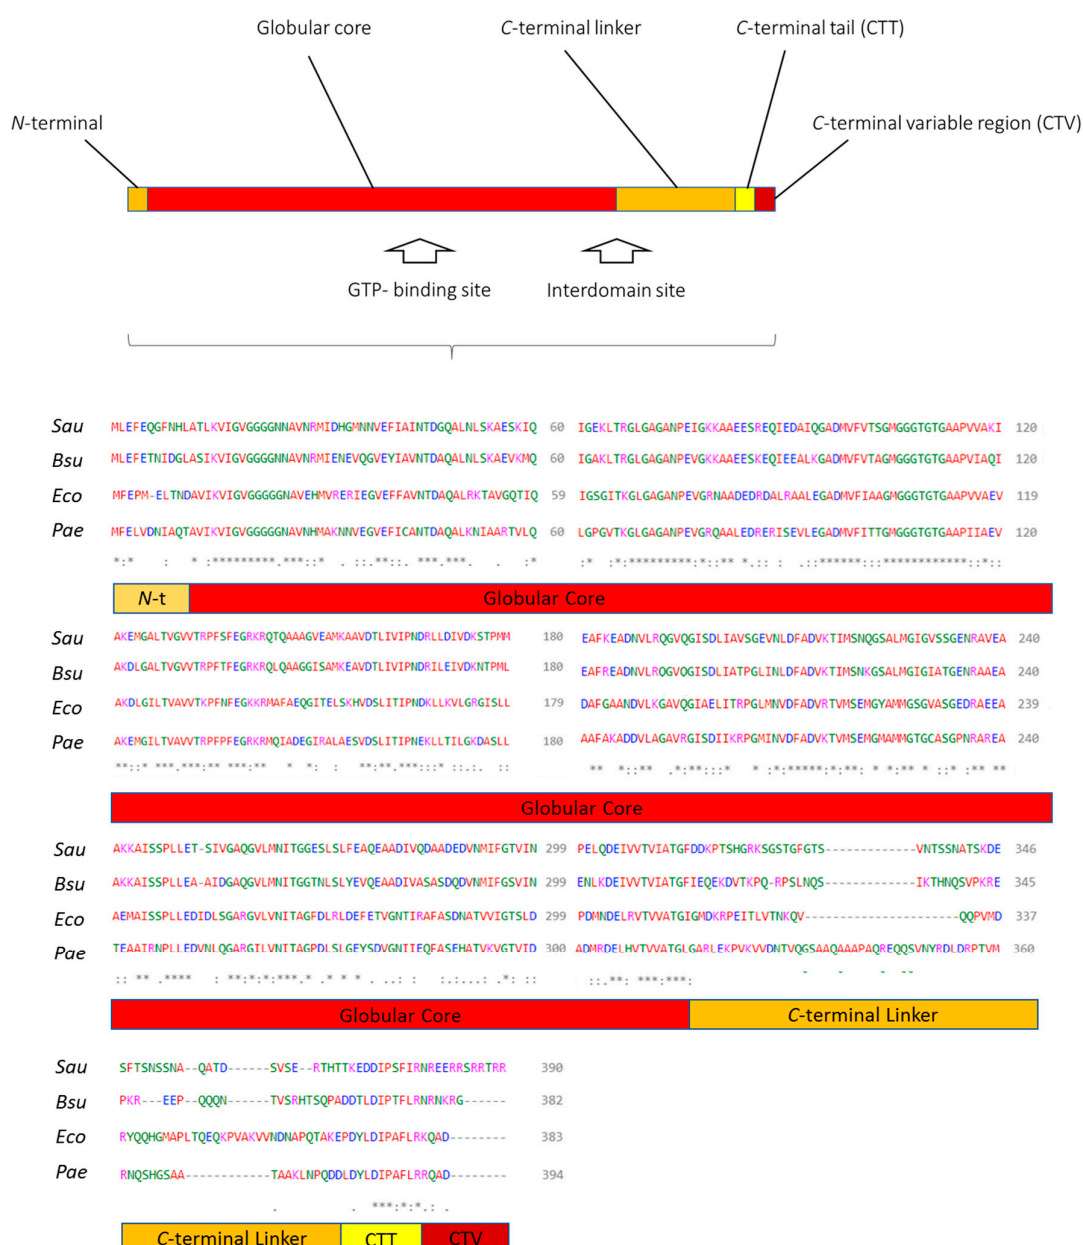 Globular core
C-terminal linker
C-terminal tail (CTT)
N-terminal
C-terminal variable region (CTV)
GTP- binding site
Interdomain site
Sau MLEFEQGFNHLATLKVIGVGGGGNNAVNRMIDHGMNNVEFIAINTDGQALNLSKAESKIQ 60 IGEKLTRGLGAGANPEIGKKAAEESREQIEDAIQGADMVFVTSGMGGGTGTGAAPVVAKI 120
Bsu MLEFETNIDGLASIKVIGVGGGGNNAVNRMIENEVQGVEYIAVNTDAQALNLSKAEVKMQ 60 IGAKLTRGLGAGANPEVGKKAAEESKEQIEEALKGADMVFVTAGMGGGTGTGAAPVIAQI 120
Eco MFEPM-ELTNDAVIKVIGVGGGGGNAVEHMVRERIEGVEFFAVNTDAQALRKTAVGQTIQ 59 IGSGITKGLGAGANPEVGRNAADEDRDALRAALEGADMVFIAAGMGGGTGTGAAPVVAEV 119
Pae MFELVDNIAQTAVIKVIGVGGGGGNAVNHMAKNNVEGVEFICANTDAQALKNIAARTVLQ 60 LGPGVTKGLGAGANPEVGRQAALEDRERISEVLEGADMVFITTGMGGGTGTGAAPIIAEV 120
N-t
Globular Core
Sau AKEMGALTVGVVTRPFSFEGRKRQTQAAAGVEAMKAAVDTLIVIPNDRLLDIVDKSTPMM 180 EAFKEADNVLRQGVQGISDLIAVSGEVNLDFADVKTIMSNQGSALMGIGVSSGENRAVEA 240
Bsu AKDLGALTVGVVTRPFTFEGRKRQLQAAGGISAMKEAVDTLIVIPNDRILEIVDKNTPML 180 EAFREADNVLRQGVQGISDLIATPGLINLDFADVKTIMSNKGSALMGIGIATGENRAAEA 240
Eco AKDLGILTVAVVTKPFNFEGKKRMAFAEQGITELSKHVDSLITIPNDKLLKVLGRGISLL 179 DAFGAANDVLKGAVQGIAELITRPGLMNVDFADVRTVMSEMGYAMMGSGVASGEDRAEEA 239
Pae AKEMGILTVAVVTRPFPFEGRKRMQIADEGIRALAESVDSLITIPNEKLLTILGKDASLL 180 AAFAKADDVLAGAVRGISDIIKRPGMINVDFADVKTVMSEMGMAMMGTGCASGPNRAREA 240
Globular Core
Sau AKKAISSPLLET-SIVGAQGVLMNITGGESLSLFEAQEAADIVQDAADEDVNMIFGTVIN 299 PELQDEIVVTVIATGFDDKPTSHGRKSGSTGFGTS-------------VNTSSNATSKDE 346
Bsu AKKAISSPLLEA-AIDGAQGVLMNITGGTNLSLYEVQEAADIVASASDQDVNMIFGSVIN 299 ENLKDEIVVTVIATGFIEQEKDVTKPQ-RPSLNQS-------------IKTHNQSVPKRE 345
Eco AEMAISSPLLEDIDLSGARGVLVNITAGFDLRLDEFETVGNTIRAFASDNATVVIGTSLD 299 PDMNDELRVTVVATGIGMDKRPEITLVTNKQV----------------------QQPVMD 337
Pae TEAAIRNPLLEDVNLQGARGILVNITAGPDLSLGEYSDVGNIIEQFASEHATVKVGTVID 300 ADMRDELHVTVVATGLGARLEKPVKVVDNTVQGSAAQAAAPAQREQQSVNYRDLDRPTVM 360
Globular Core
C-terminal Linker
Sau SFTSNSSNA--QATD------SVSE--RTHTTKEDDIPSFIRNREERRSRRTRR 390
Bsu PKR---EEP--QQQN------TVSRHTSQPADDTLDIPTFLRNRNKRG------ 382
Eco RYQQHGMAPLTQEQKPVAKVVNDNAPQTAKEPDYLDIPAFLRKQAD-------- 383
Pae RNQSHGSAA------------TAAKLNPQDDLDYLDIPAFLRRQAD-------- 394
C-terminal Linker
CTT
CTV